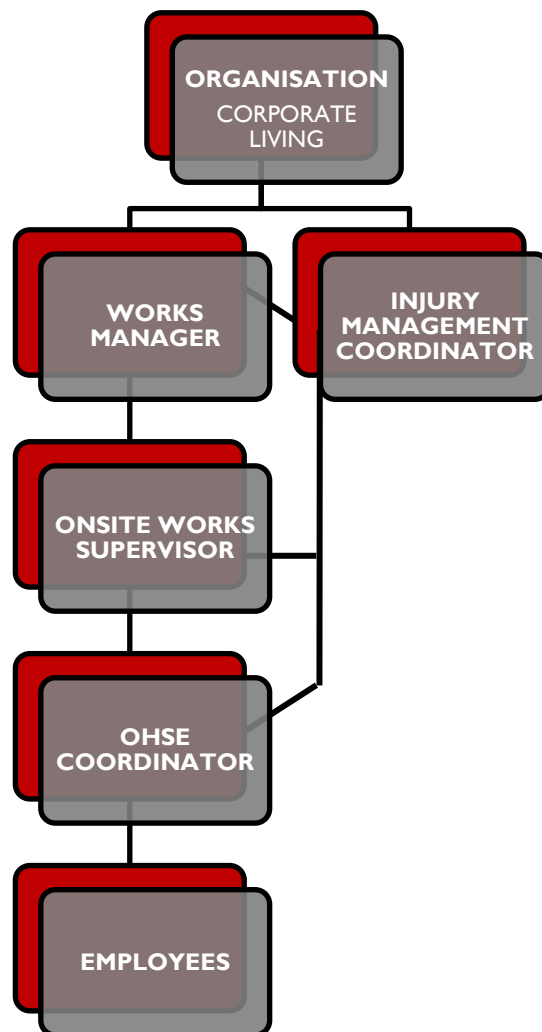 ORGANISATION
CORPORATE
LIVING
WORKS
MANAGER
INJURY
MANAGEMENT
COORDINATOR
ONSITE WORKS
SUPERVISOR
OHSE
COORDINATOR
EMPLOYEES